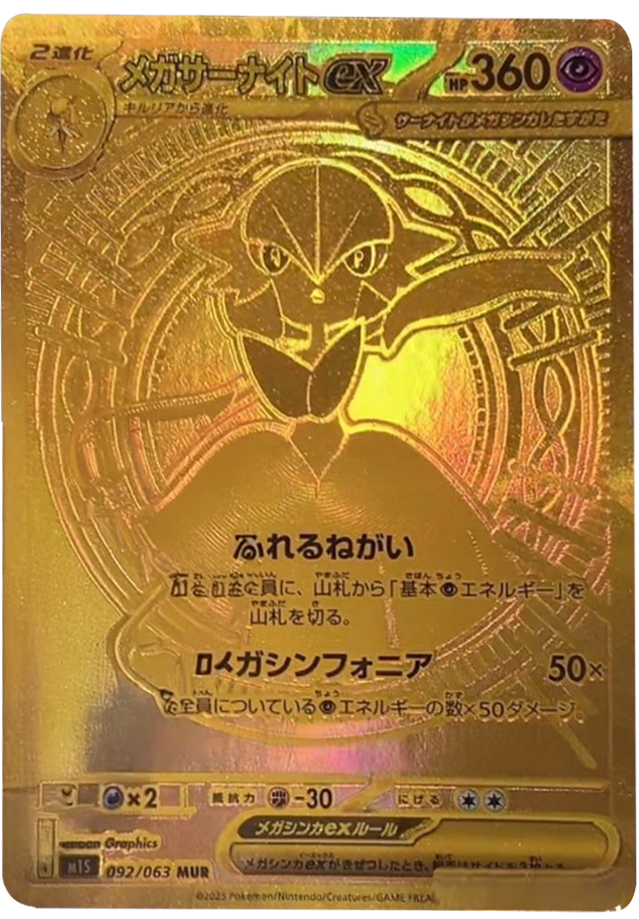 2進化
メガサーナイトex
HP360
キルリアから進化
サーナイトがメガシンカしたすがた
れるねがい
全員に、山札から「基本エネルギー」を
山札を切る。
メガシンフォニア 50×
全員についているエネルギーの数×50ダメージ。
×2 抵抗力 -30 にげる
メガシンカexルール
メガシンカexがきぜつしたとき、
Graphics
M1S 092/063 MUR
©2025 Pokémon/Nintendo/Creatures/GAME FREAK